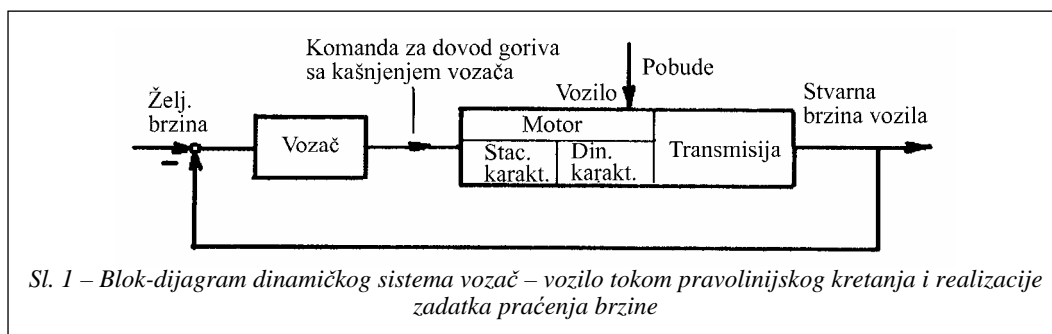 Komanda za dovod goriva
sa kašnjenjem vozača
Pobude
Vozilo
Stvarna
brzina vozila
Želj.
brzina
–
Vozač
Motor
Stac.
karakt.
Din.
karakt.
Transmisija
Sl. 1 – Blok-dijagram dinamičkog sistema vozač – vozilo tokom pravolinijskog kretanja i realizacije
zadatka praćenja brzine